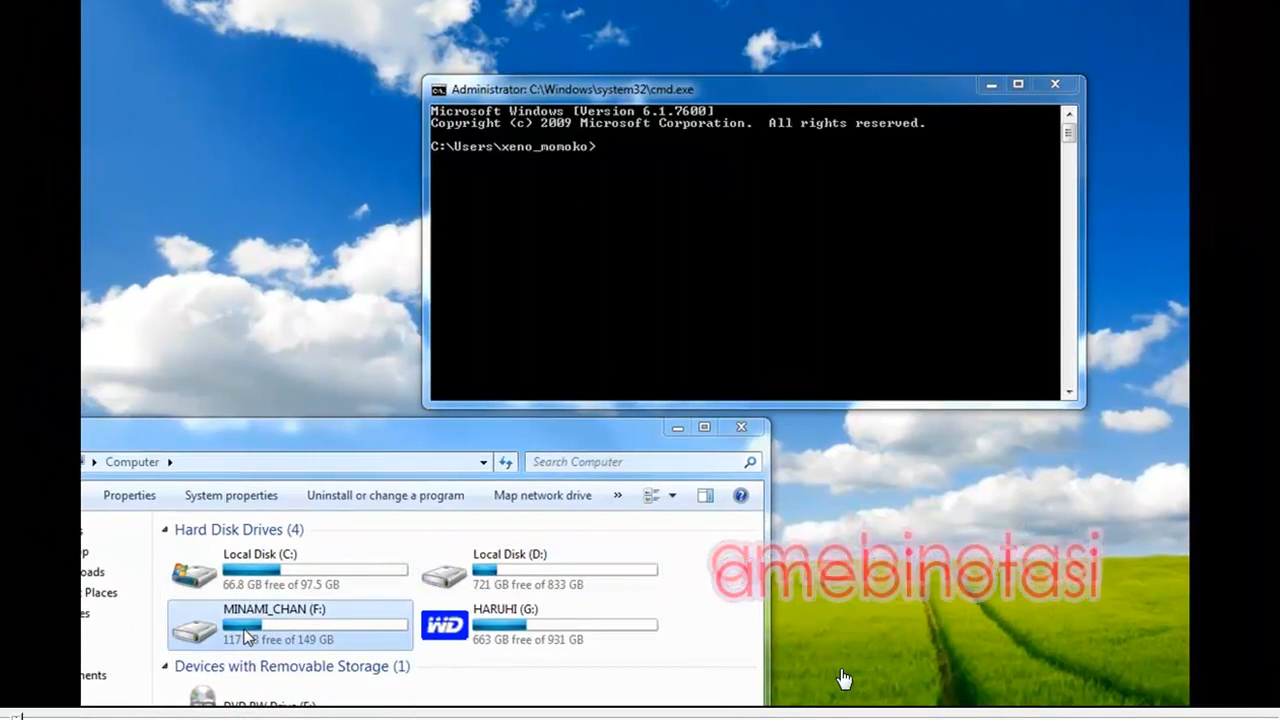 Administrator: C:\Windows\system32\cmd.exe
Microsoft Windows [Version 6.1.7600]
Copyright (c) 2009 Microsoft Corporation.  All rights reserved.
C:\Users\xeno_momoko>
Computer
Search Computer
Properties System properties Uninstall or change a program Map network drive »
Hard Disk Drives (4)
Local Disk (C:)
66.8 GB free of 97.5 GB
Local Disk (D:)
721 GB free of 833 GB
MINAMI_CHAN (F:)
free of 149 GB
WD
HARUHI (G:)
663 GB free of 931 GB
Devices with Removable Storage (1)
Places
amebinotasi